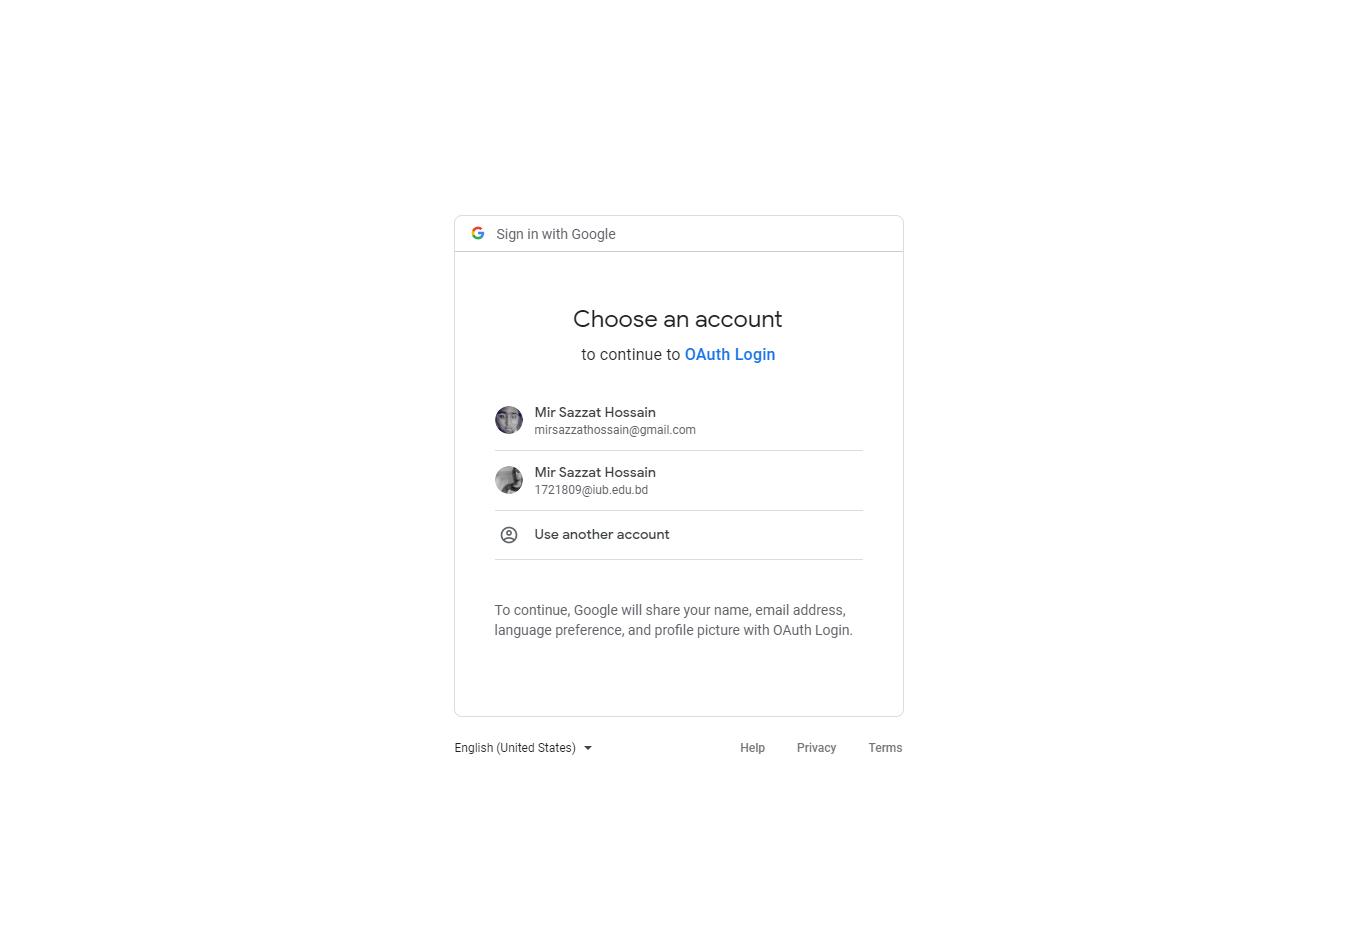 Sign in with Google
Choose an account
to continue to OAuth Login
Mir Sazzat Hossain
mirsazzathossain@gmail.com
Mir Sazzat Hossain
1721809@iub.edu.bd
Use another account
To continue, Google will share your name, email address,
language preference, and profile picture with OAuth Login.
English (United States) Help Privacy Terms